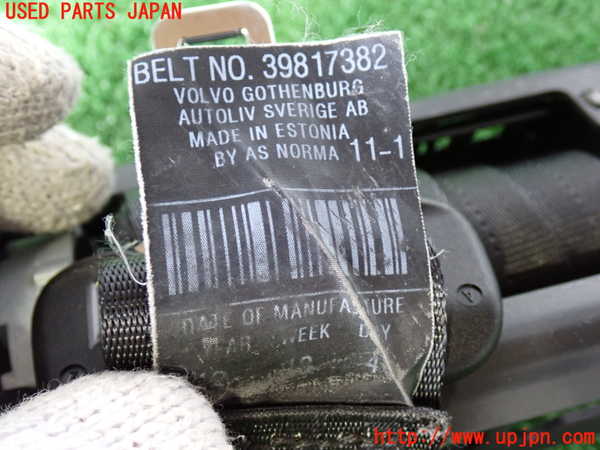 USED PARTS JAPAN
BELT NO. 39817382
VOLVO GOTHENBURG
AUTOLIV SVERIGE AB
MADE IN ESTONIA
BY AS NORMA 11-1
DATE OF MANUFACTURE
YEAR WEEK DAY
4
http://www.upjpn.com/